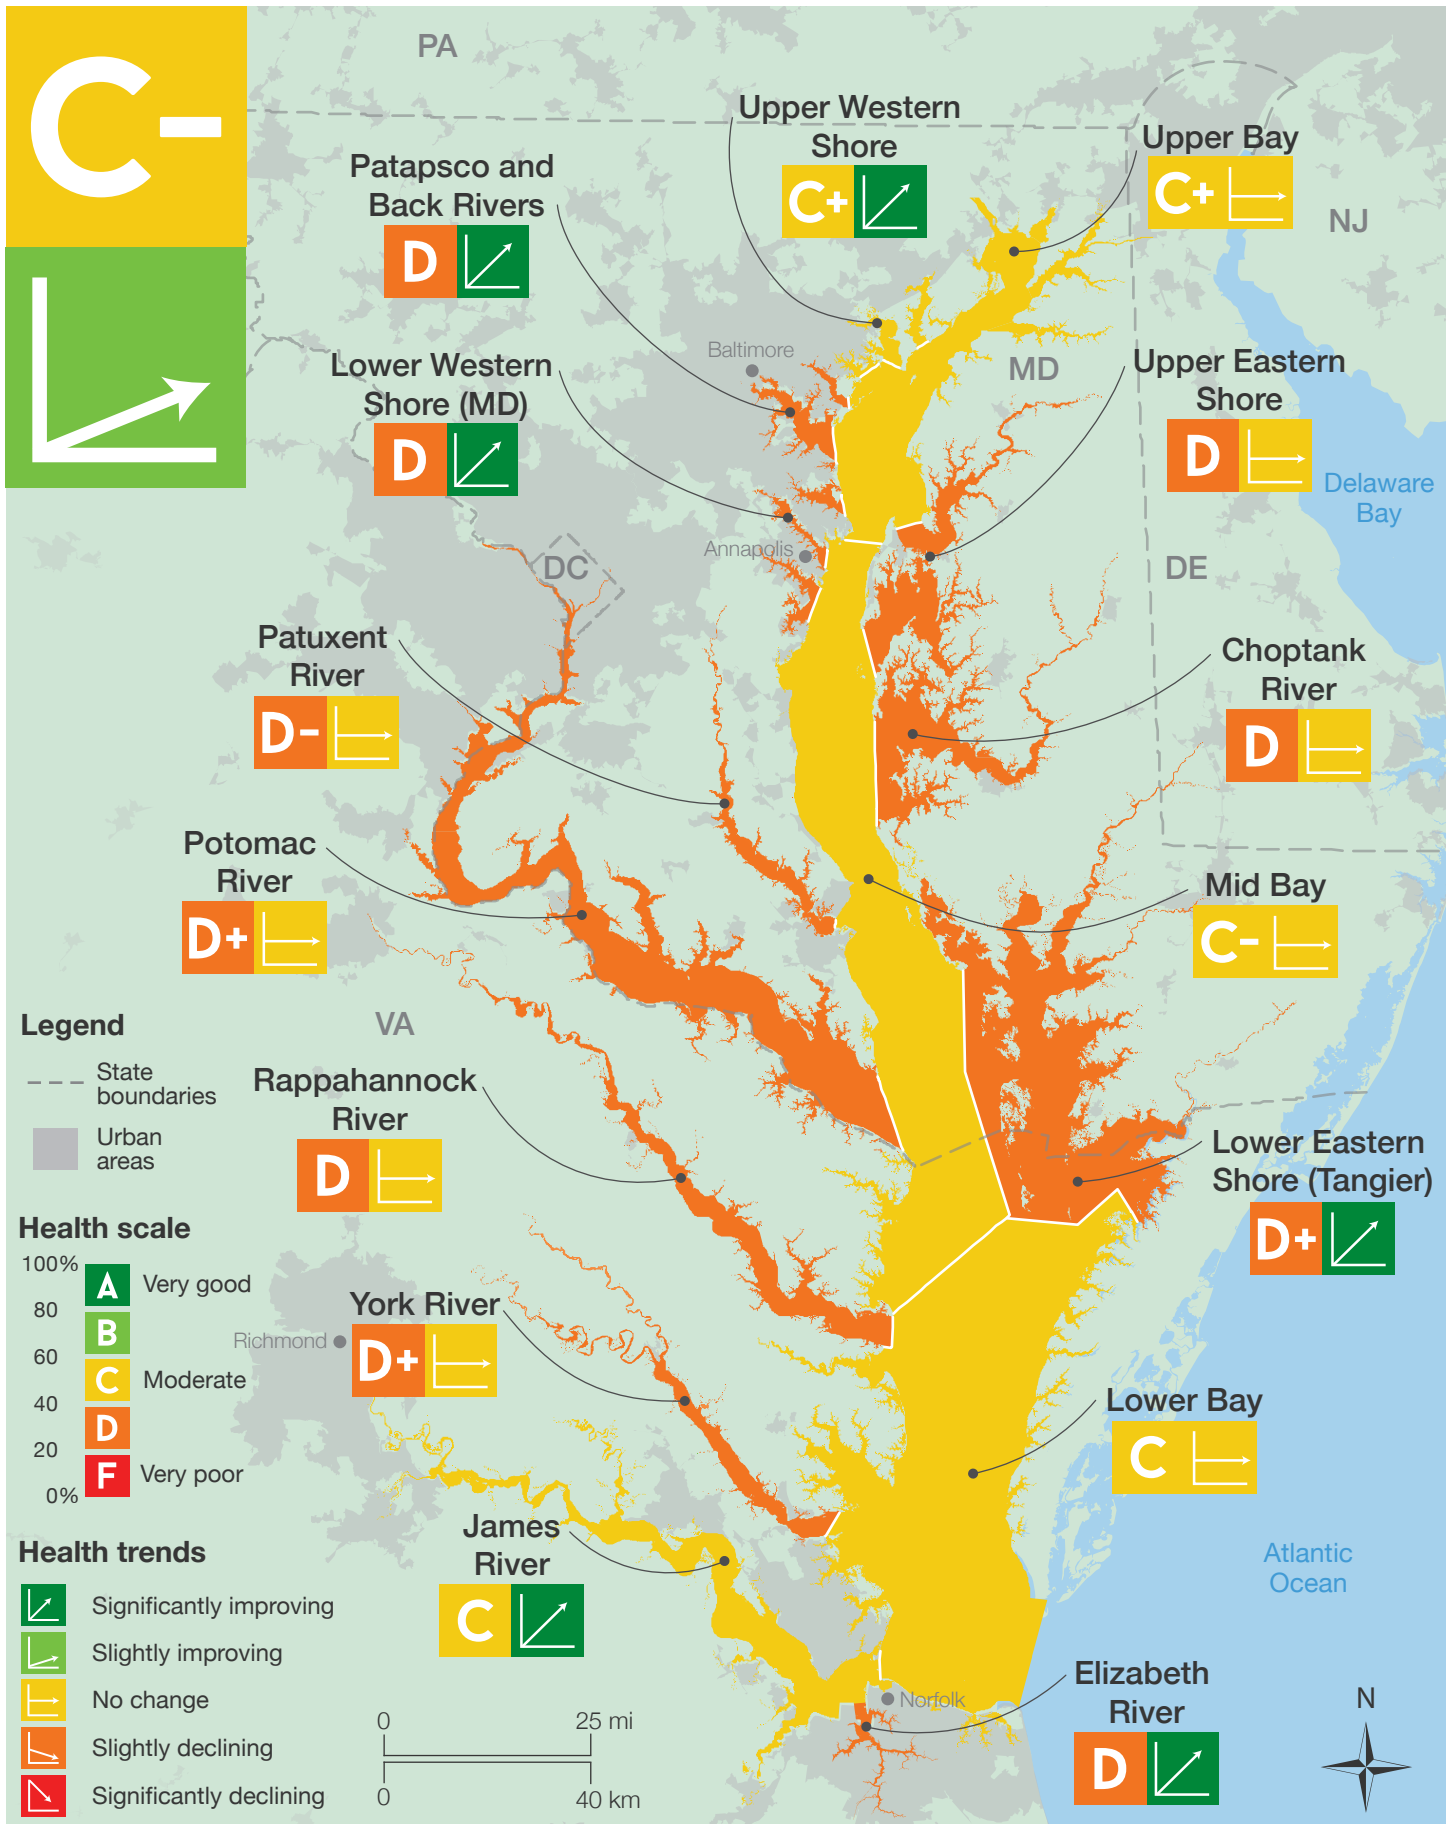 C-
PA
Upper Western
Shore
C+
Upper Bay
C+
NJ
Patapsco and
Back Rivers
D
Baltimore
MD
Lower Western
Shore (MD)
D
Upper Eastern
Shore
D
Delaware
Bay
Annapolis
DC
DE
Patuxent
River
D-
Choptank
River
D
Potomac
River
D+
Mid Bay
C-
VA
Legend
State
boundaries
Urban
areas
Rappahannock
River
D
Lower Eastern
Shore (Tangier)
D+
Health scale
100%
A Very good
80
B
60
C Moderate
40
D
20
F Very poor
0%
York River
D+
Richmond
Lower Bay
C
James
River
C
Atlantic
Ocean
Health trends
Significantly improving
Slightly improving
No change
Slightly declining
Significantly declining
0 25 mi
0 40 km
Norfolk
Elizabeth
River
D
N